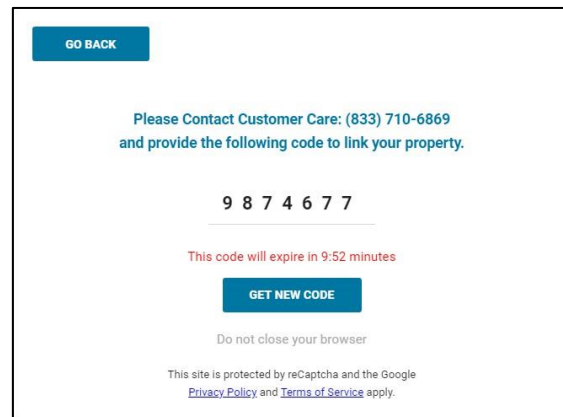 GO BACK
Please Contact Customer Care: (833) 710-6869
and provide the following code to link your property.
9 8 7 4 6 7 7
This code will expire in 9:52 minutes
GET NEW CODE
Do not close your browser
This site is protected by reCaptcha and the Google
Privacy Policy and Terms of Service apply.